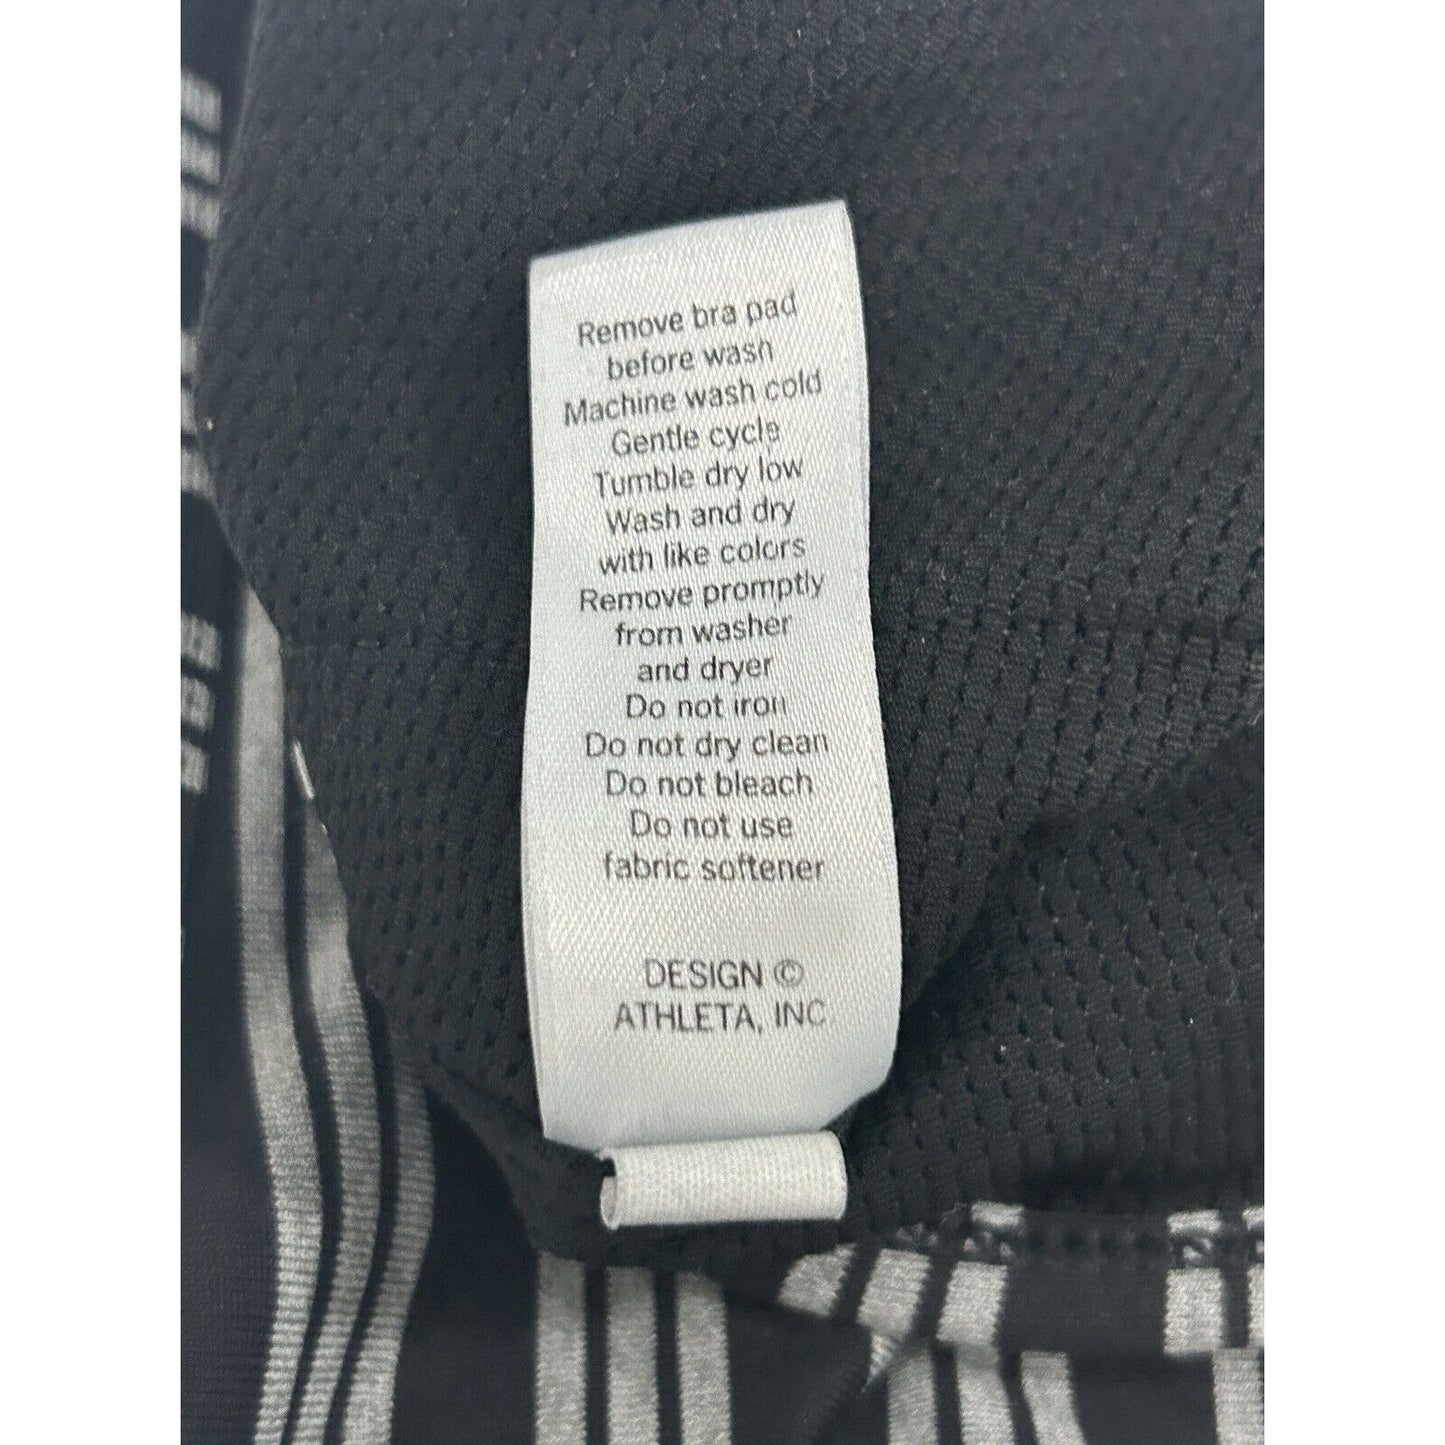 Remove bra pad
before wash
Machine wash cold
Gentle cycle
Tumble dry low
Wash and dry
with like colors
Remove promptly
from washer
and dryer
Do not iron
Do not dry clean
Do not bleach
Do not use
fabric softener
DESIGN ©
ATHLETA, INC